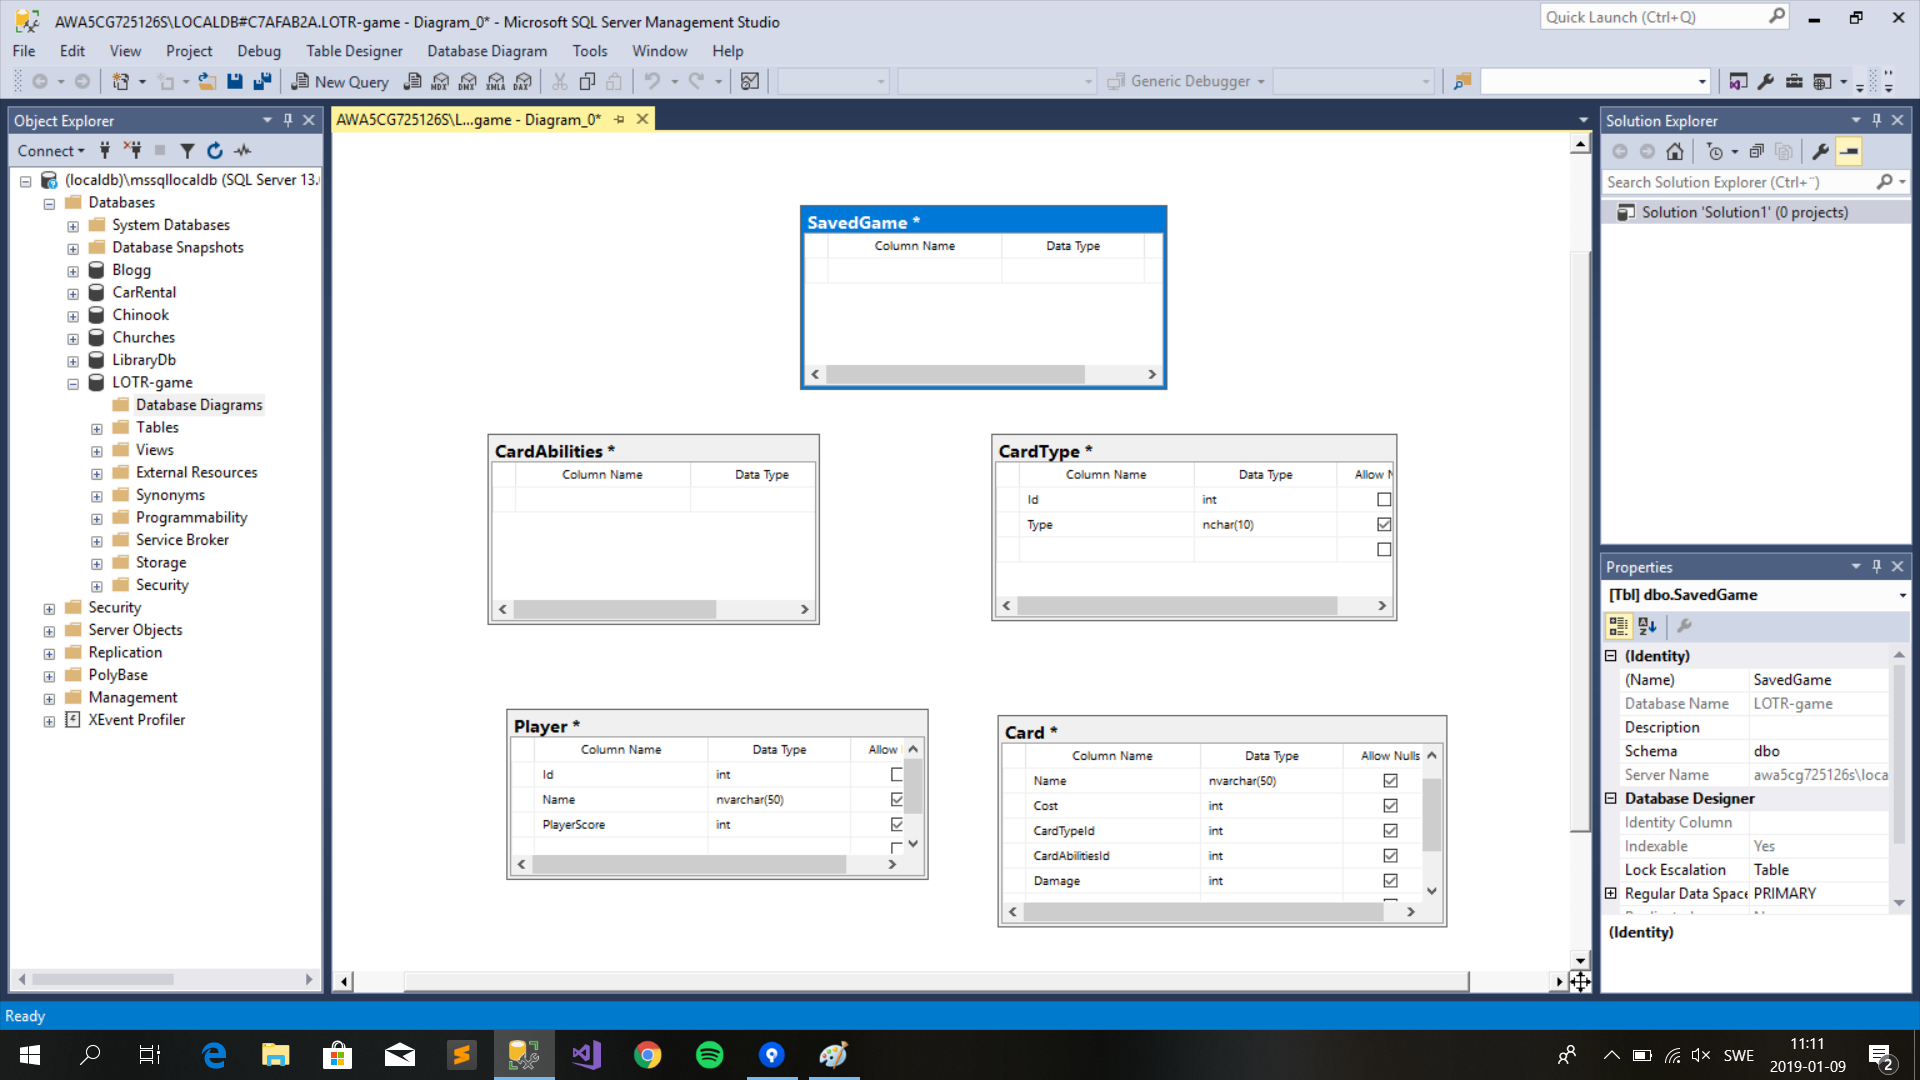 AWA5CG725126S\LOCALDB#C7AFAB2A.LOTR-game - Diagram_0* - Microsoft SQL Server Management Studio
Quick Launch (Ctrl+Q)
File Edit View Project Debug Table Designer Database Diagram Tools Window Help
New Query MDX DMX XMLA DAX Generic Debugger
Object Explorer
Connect
(localdb)\mssqllocaldb (SQL Server 13.
Databases
System Databases
Database Snapshots
Blogg
CarRental
Chinook
Churches
LibraryDb
LOTR-game
Database Diagrams
Tables
Views
External Resources
Synonyms
Programmability
Service Broker
Storage
Security
Security
Server Objects
Replication
PolyBase
Management
XEvent Profiler
AWA5CG725126S\L...game - Diagram_0*
SavedGame *
Column Name Data Type
CardAbilities *
Column Name Data Type
CardType *
Column Name Data Type Allow N
Id int
Type nchar(10)
Player *
Column Name Data Type Allow
Id int
Name nvarchar(50)
PlayerScore int
Card *
Column Name Data Type Allow Nulls
Name nvarchar(50)
Cost int
CardTypeId int
CardAbilitiesId int
Damage int
Solution Explorer
Search Solution Explorer (Ctrl+¨)
Solution 'Solution1' (0 projects)
Properties
[Tbl] dbo.SavedGame
(Identity)
(Name) SavedGame
Database Name LOTR-game
Description
Schema dbo
Server Name awa5cg725126s\loca
Database Designer
Identity Column
Indexable Yes
Lock Escalation Table
Regular Data Space PRIMARY
(Identity)
Ready
SWE
11:11
2019-01-09
2